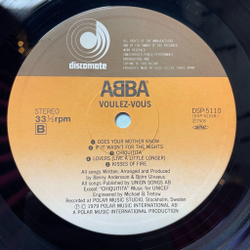 discomate
ABBA
VOULEZ-VOUS
STEREO
33⅓rpm
B
DSP-5110
1 DOES YOUR MOTHER KNOW
2 IF IT WASN'T FOR THE NIGHTS
3 CHIQUITITA
4 LOVERS (LIVE A LITTLE LONGER)
5 KISSES OF FIRE
All songs Written, Arranged and Produced
by Benny Andersson & Björn Ulvaeus
All songs Published by UNION SONGS AB
Except "CHIQUITITA" Music for UNICEF
Engineered by Michael B Tretow
Recorded at POLAR MUSIC STUDIO, Stockholm, Sweden
℗ © 1979 POLAR MUSIC INTERNATIONAL AB
A POLAR MUSIC INTERNATIONAL PRODUCTION